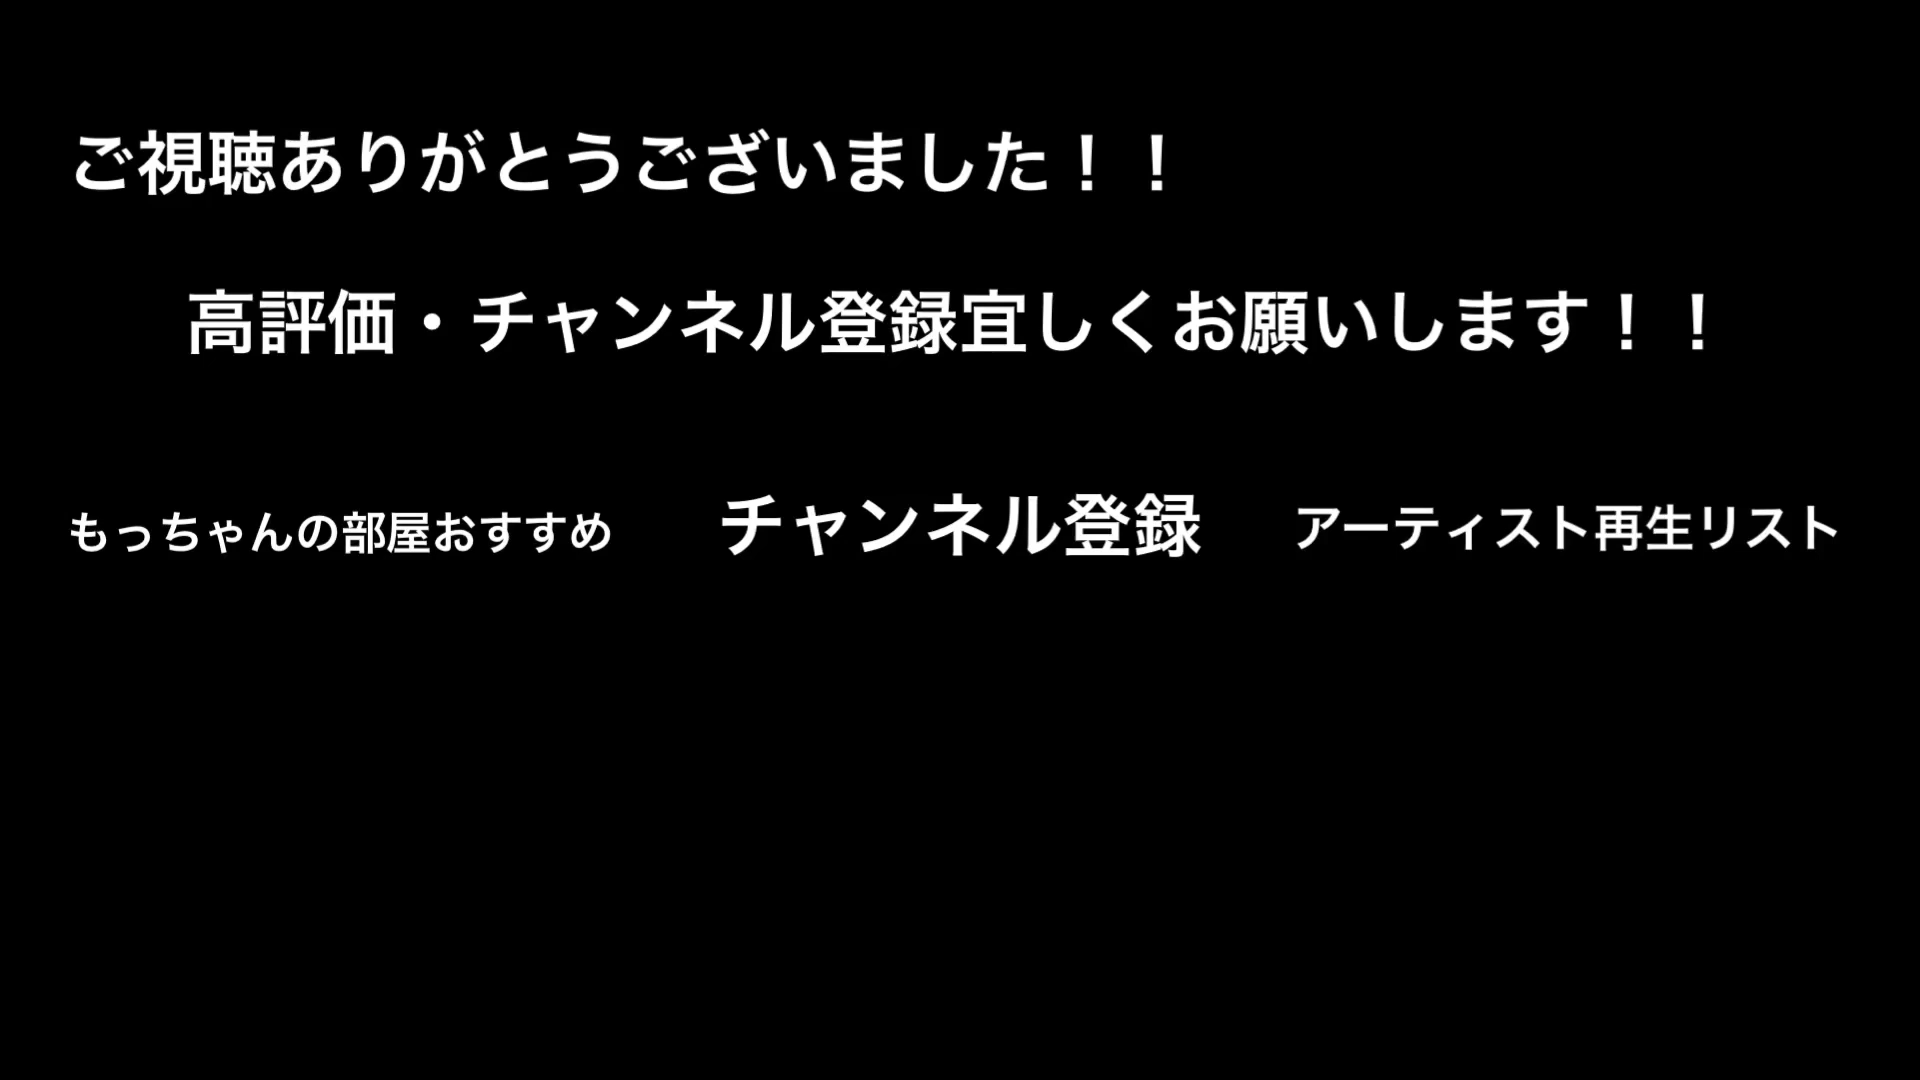 ご視聴ありがとうございました！！
高評価・チャンネル登録宜しくお願いします！！
もっちゃんの部屋おすすめ
チャンネル登録
アーティスト再生リスト